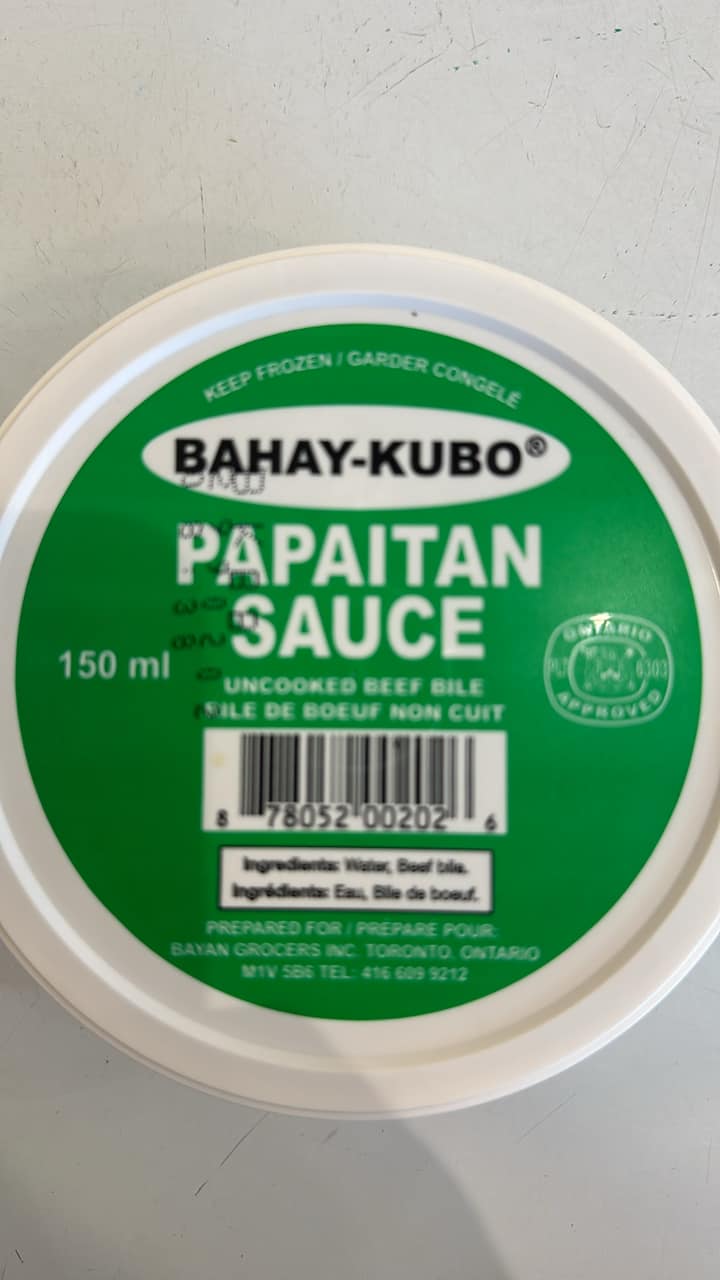 KEEP FROZEN / GARDER CONGELÉ
BAHAY-KUBO®
PAPAITAN
SAUCE
150 ml
ONTARIO
6303
APPROVED
UNCOOKED BEEF BILE
BILE DE BOEUF NON CUIT
8 78052 00202 6
Ingredients: Water, Beef bile.
Ingrédients: Eau, Bile de boeuf.
PREPARED FOR / PRÉPARÉ POUR:
BAYAN GROCERS INC. TORONTO, ONTARIO
M1V 5B6 TEL: 416 609 9212